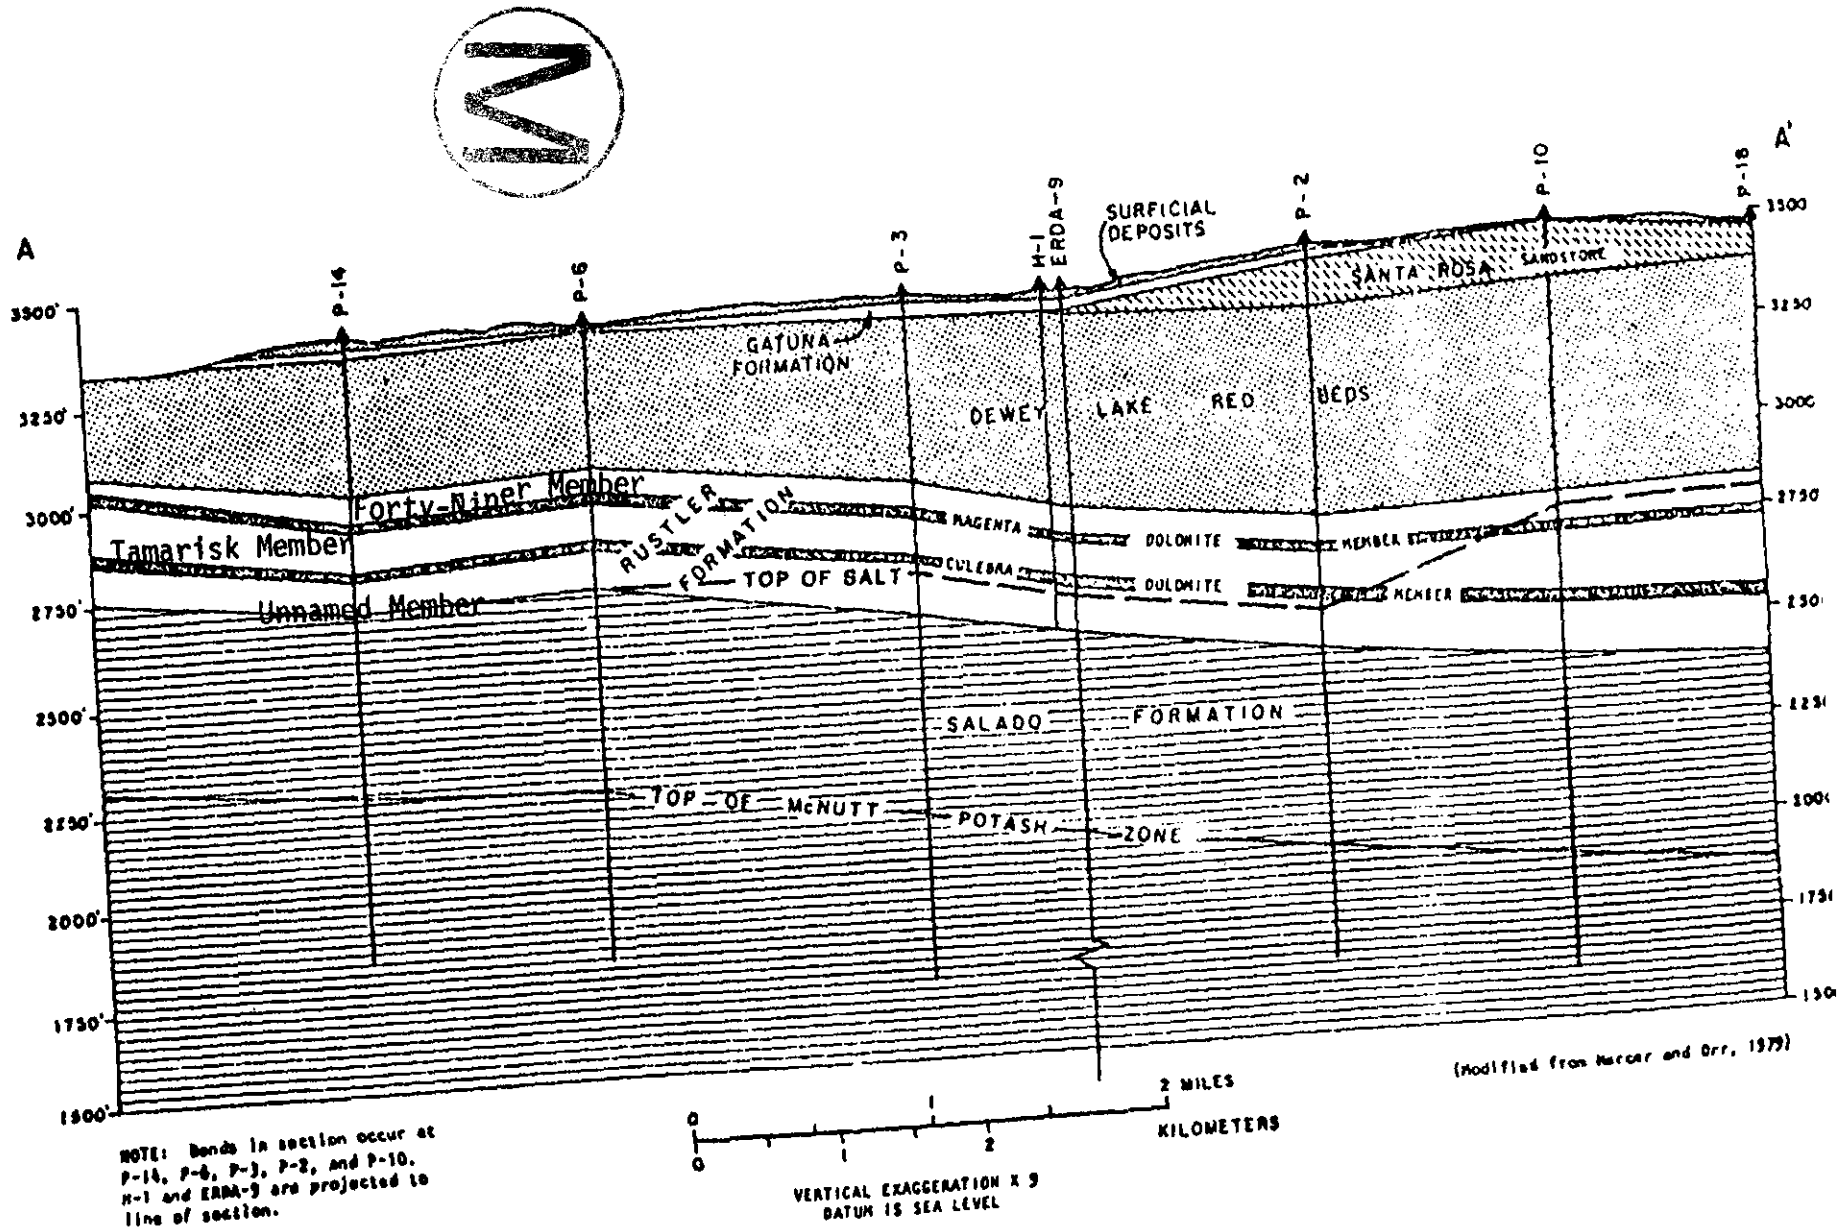 M
A
A'
P-14
P-6
P-3
H-1
ERDA-9
P-2
P-10
P-18
SURFICIAL
DEPOSITS
SANTA ROSA SANDSTONE
GATUNA
FORMATION
DEWEY LAKE RED BEDS
Forty-Niner Member
Tamarisk Member
Unnamed Member
RUSTLER
FORMATION
MAGENTA DOLOMITE MEMBER
CULEBRA DOLOMITE MEMBER
TOP OF SALT
SALADO FORMATION
TOP OF McNUTT POTASH ZONE
3500'
3250'
3000'
2750'
2500'
2250'
2000'
1750'
1500'
3500
3250
3000
2750
2 MILES
0 1
KILOMETERS
0 1 2
VERTICAL EXAGGERATION X 9
DATUM IS SEA LEVEL
(Modified from Mercer and Orr, 1979)
NOTE: Bends in section occur at
P-14, P-6, P-3, P-2, and P-10.
H-1 and ERDA-9 are projected to
line of section.